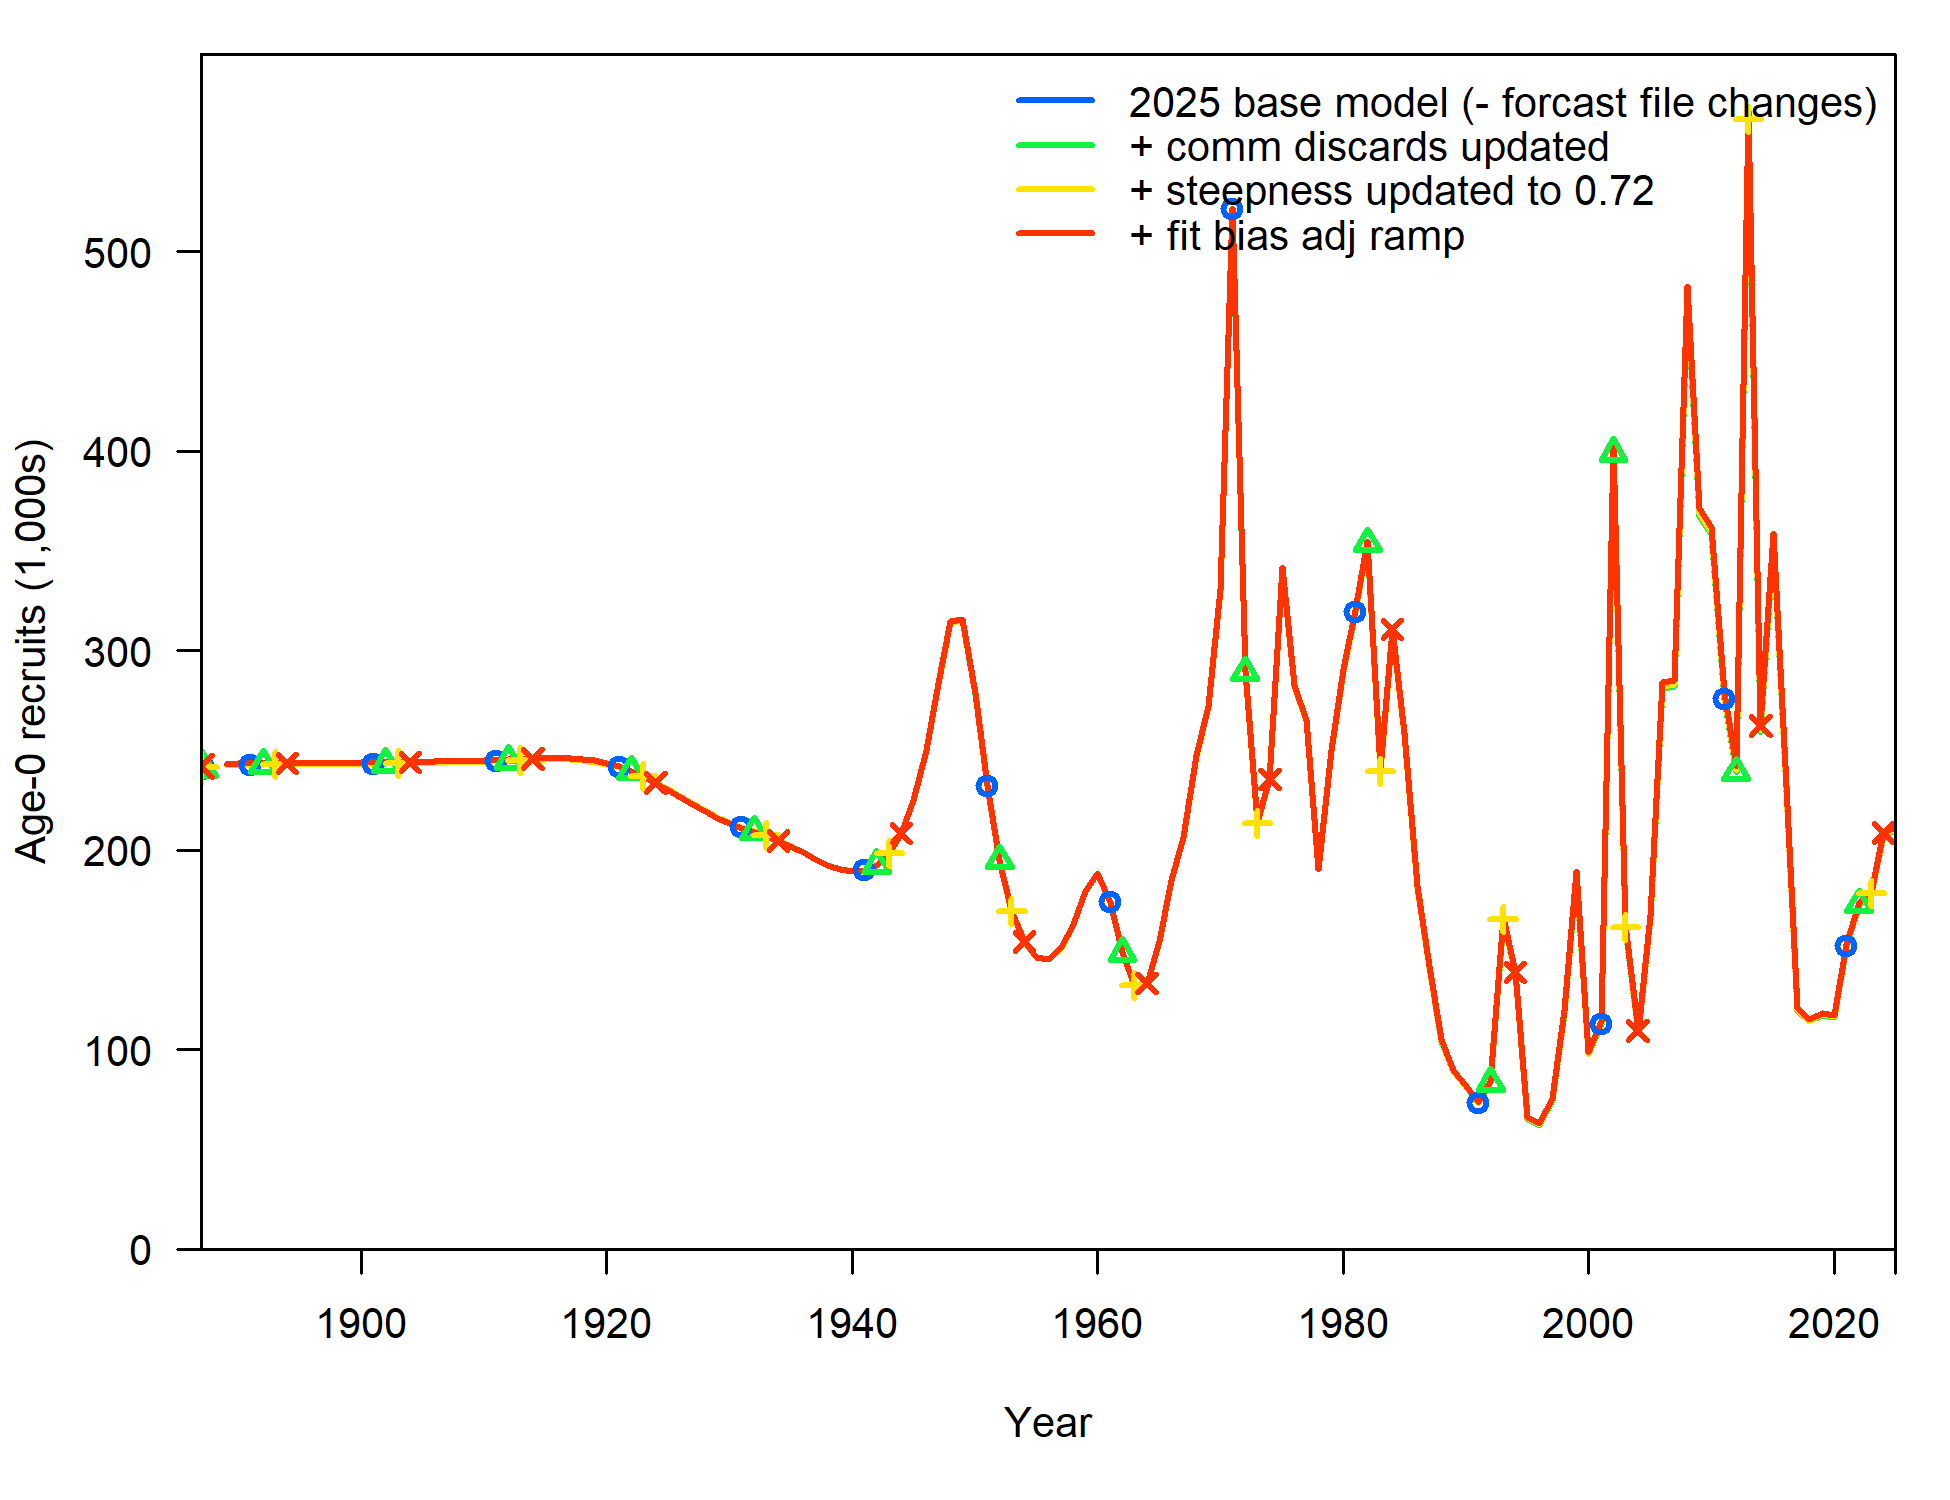 2025 base model (- forcast file changes)
+ comm discards updated
+ steepness updated to 0.72
+ fit bias adj ramp
Age-0 recruits (1,000s)
500
400
300
200
100
0
1900 1920 1940 1960 1980 2000 2020
Year